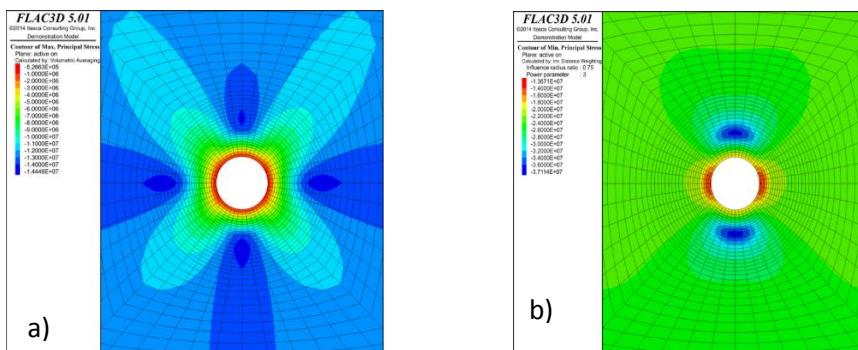 FLAC3D 5.01
©2014 Itasca Consulting Group, Inc.
Demonstration Model
Contour of Max. Principal Stress
Plane: active on
Calculated by: Volumetric Averaging
-5.2663E+05
-1.0000E+06
-2.0000E+06
-3.0000E+06
-4.0000E+06
-5.0000E+06
-6.0000E+06
-7.0000E+06
-8.0000E+06
-9.0000E+06
-1.0000E+07
-1.1000E+07
-1.2000E+07
-1.3000E+07
-1.4000E+07
-1.4448E+07
a)
FLAC3D 5.01
©2014 Itasca Consulting Group, Inc.
Demonstration Model
Contour of Min. Principal Stress
Plane: active on
Calculated by: Inv. Distance Weighting
Influence radius ratio : 0.75
Power parameter : 3
-1.3671E+07
-1.4000E+07
-1.6000E+07
-1.8000E+07
-2.0000E+07
-2.2000E+07
-2.4000E+07
-2.6000E+07
-2.8000E+07
-3.0000E+07
-3.2000E+07
-3.4000E+07
-3.6000E+07
-3.7114E+07
b)